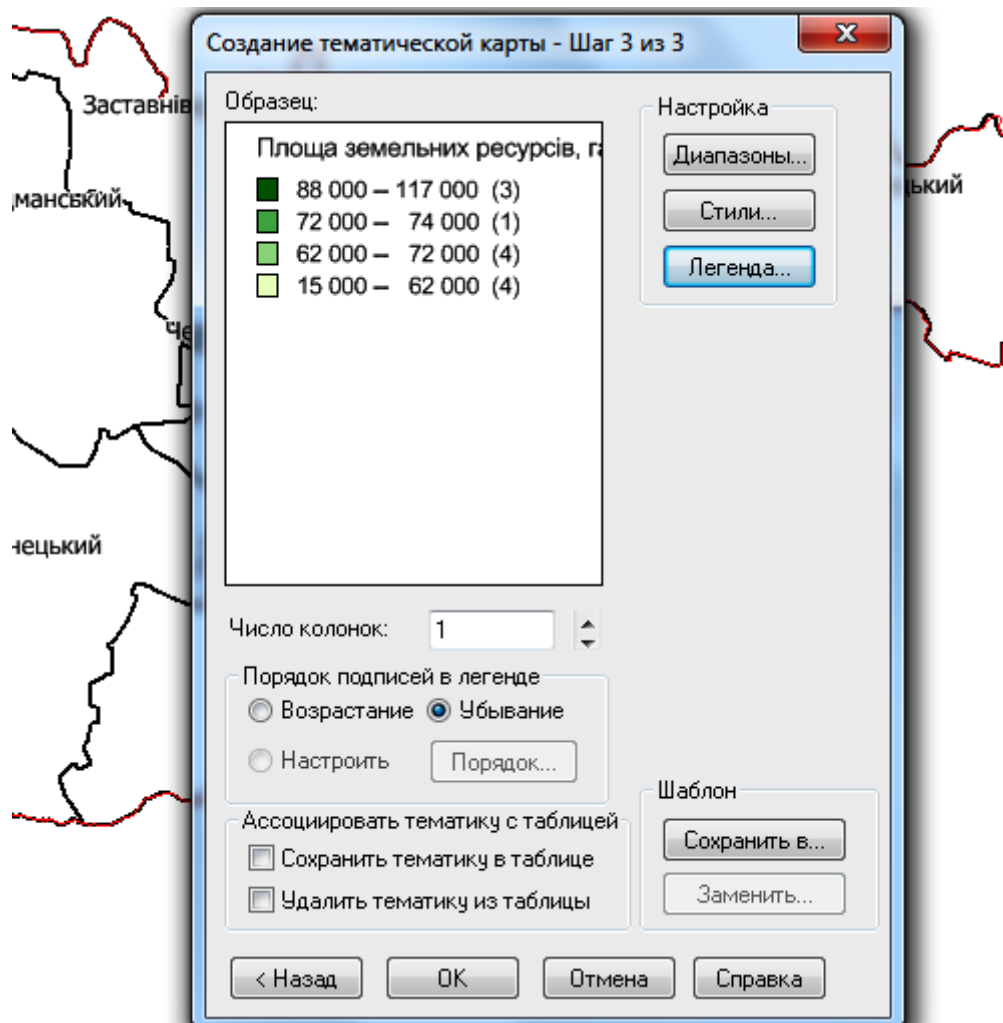 Создание тематической карты - Шаг 3 из 3
Заставнів
манський
Че
нецький
ький
Образец:
Площа земельних ресурсів, га
88 000 – 117 000 (3)
72 000 – 74 000 (1)
62 000 – 72 000 (4)
15 000 – 62 000 (4)
Настройка
Диапазоны...
Стили...
Легенда...
Число колонок:
1
Порядок подписей в легенде
Возрастание
Убывание
Настроить
Порядок...
Ассоциировать тематику с таблицей
Сохранить тематику в таблице
Удалить тематику из таблицы
Шаблон
Сохранить в...
Заменить...
< Назад
OK
Отмена
Справка